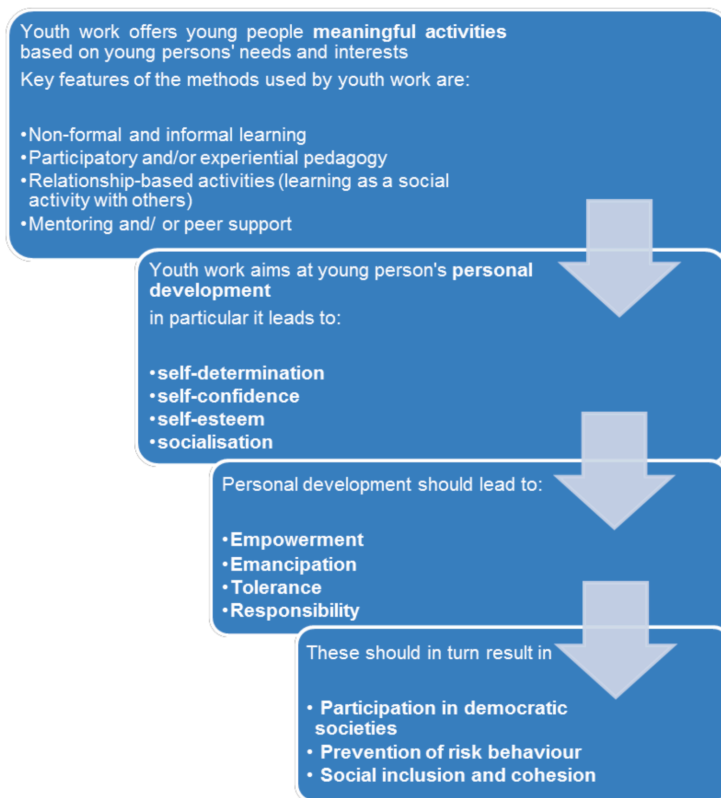 Youth work offers young people meaningful activities
based on young persons' needs and interests
Key features of the methods used by youth work are:
•Non-formal and informal learning
•Participatory and/or experiential pedagogy
•Relationship-based activities (learning as a social
activity with others)
•Mentoring and/ or peer support
Youth work aims at young person's personal
development
in particular it leads to:
•self-determination
•self-confidence
•self-esteem
•socialisation
Personal development should lead to:
•Empowerment
•Emancipation
•Tolerance
•Responsibility
These should in turn result in
• Participation in democratic
societies
• Prevention of risk behaviour
• Social inclusion and cohesion